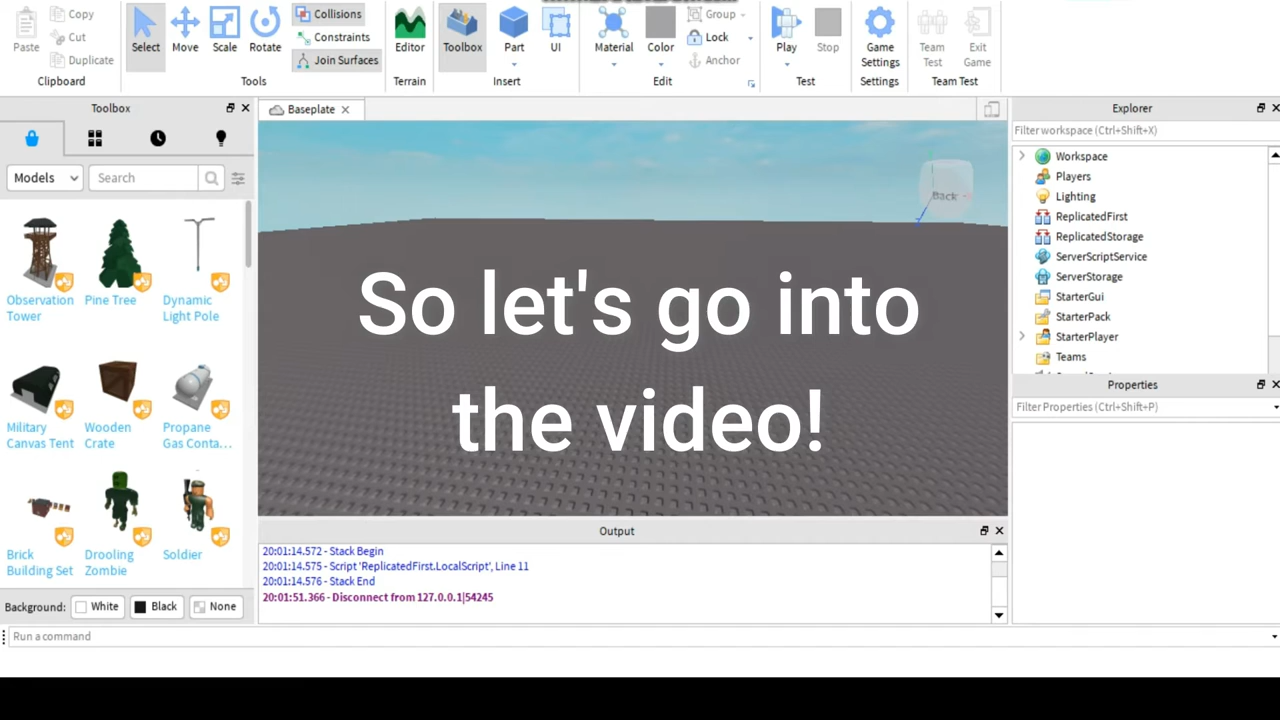 Paste
Copy
Cut
Duplicate
Clipboard
Select
Move
Scale
Rotate
Collisions
Constraints
Join Surfaces
Tools
Editor
Terrain
Toolbox
Part
UI
Insert
Material
Color
Group
Lock
Anchor
Edit
Play
Stop
Test
Game
Settings
Settings
Team
Test
Exit
Game
Team Test
Toolbox
Models
Search
Observation
Tower
Pine Tree
Dynamic
Light Pole
Military
Canvas Tent
Wooden
Crate
Propane
Gas Conta...
Brick
Building Set
Drooling
Zombie
Soldier
Background:
White
Black
None
Baseplate
Back
So let's go into
the video!
Output
20:01:14.572 - Stack Begin
20:01:14.575 - Script 'ReplicatedFirst.LocalScript', Line 11
20:01:14.576 - Stack End
20:01:51.366 - Disconnect from 127.0.0.1|54245
Explorer
Filter workspace (Ctrl+Shift+X)
Workspace
Players
Lighting
ReplicatedFirst
ReplicatedStorage
ServerScriptService
ServerStorage
StarterGui
StarterPack
StarterPlayer
Teams
Properties
Filter Properties (Ctrl+Shift+P)
Run a command